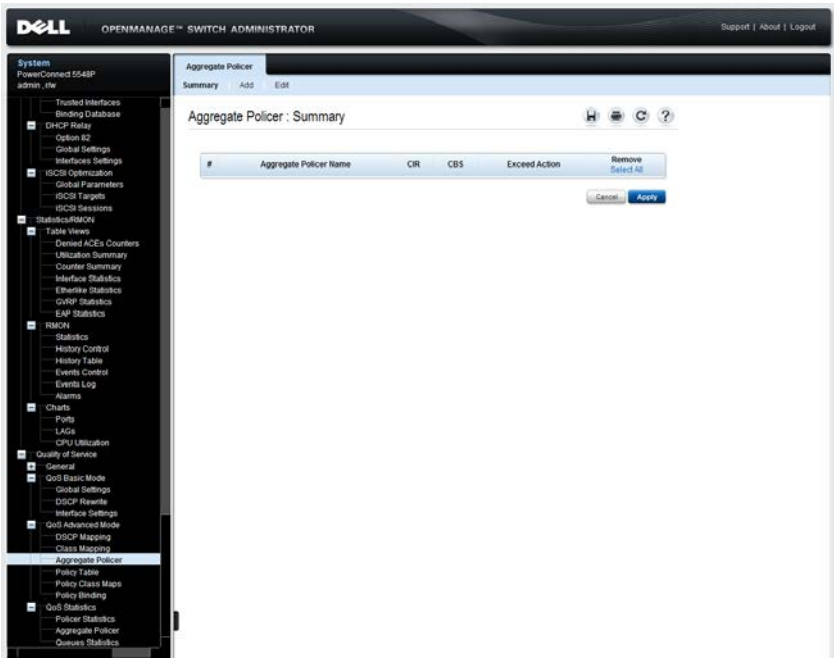 DELL OPENMANAGE™ SWITCH ADMINISTRATOR
Support | About | Logout
System
PowerConnect 5548P
admin , r/w
Trusted Interfaces
Binding Database
DHCP Relay
Option 82
Global Settings
Interfaces Settings
iSCSI Optimization
Global Parameters
iSCSI Targets
iSCSI Sessions
Statistics/RMON
Table Views
Denied ACEs Counters
Utilization Summary
Counter Summary
Interface Statistics
Etherlike Statistics
GVRP Statistics
EAP Statistics
RMON
Statistics
History Control
History Table
Events Control
Events Log
Alarms
Charts
Ports
LAGs
CPU Utilization
Quality of Service
General
QoS Basic Mode
Global Settings
DSCP Rewrite
Interface Settings
QoS Advanced Mode
DSCP Mapping
Class Mapping
Aggregate Policer
Policy Table
Policy Class Maps
Policy Binding
QoS Statistics
Policer Statistics
Aggregate Policer
Queues Statistics
Aggregate Policer
Summary Add Edit
Aggregate Policer : Summary
# Aggregate Policer Name CIR CBS Exceed Action Remove
Select All
Cancel Apply